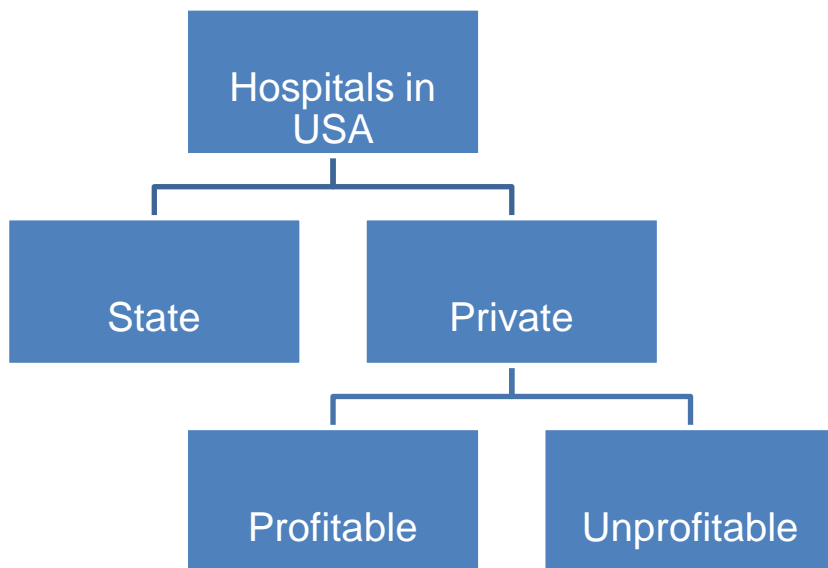 Hospitals in
USA
State
Private
Profitable
Unprofitable